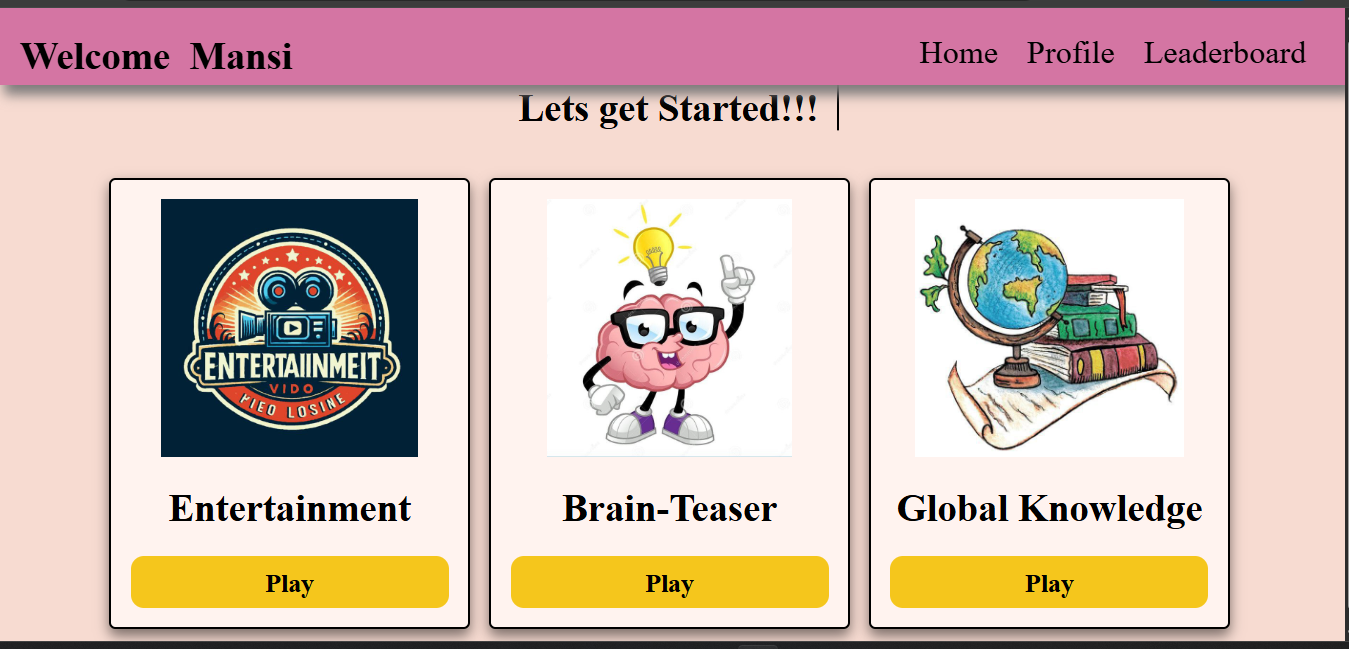 Welcome Mansi
Home Profile Leaderboard
Lets get Started!!!
ENTERTAIINMEIT
VIDO
PIEO LOSINE
Entertainment
Play
Brain-Teaser
Play
Global Knowledge
Play